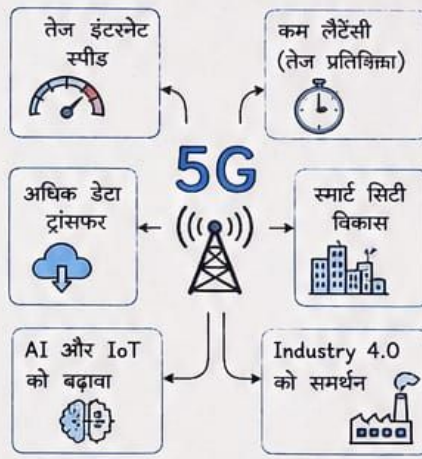 तेज इंटरनेट
स्पीड
कम लैटेंसी
(तेज प्रतिक्रिया)
5G
अधिक डेटा
ट्रांसफर
स्मार्ट सिटी
विकास
AI और IoT
को बढ़ावा
Industry 4.0
को समर्थन